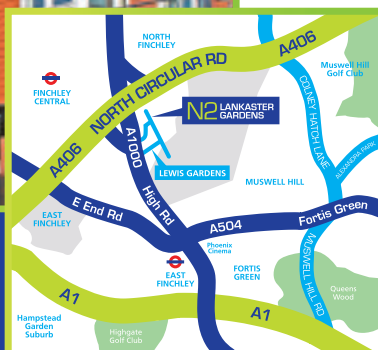 NORTH
FINCHLEY
A406
Muswell Hill
Golf Club
FINCHLEY
CENTRAL
NORTH CIRCULAR RD
COLNEY HATCH LANE
N2 LANKASTER
GARDENS
A1000
A406
ALEXANDRA PARK
LEWIS GARDENS
MUSWELL HILL
High Rd
E End Rd
EAST
FINCHLEY
A504
Fortis Green
Phoenix
Cinema
MUSWELL HILL RD
EAST
FINCHLEY
FORTIS
GREEN
Queens
Wood
A1
A1
Hampstead
Garden
Suburb
Highgate
Golf Club